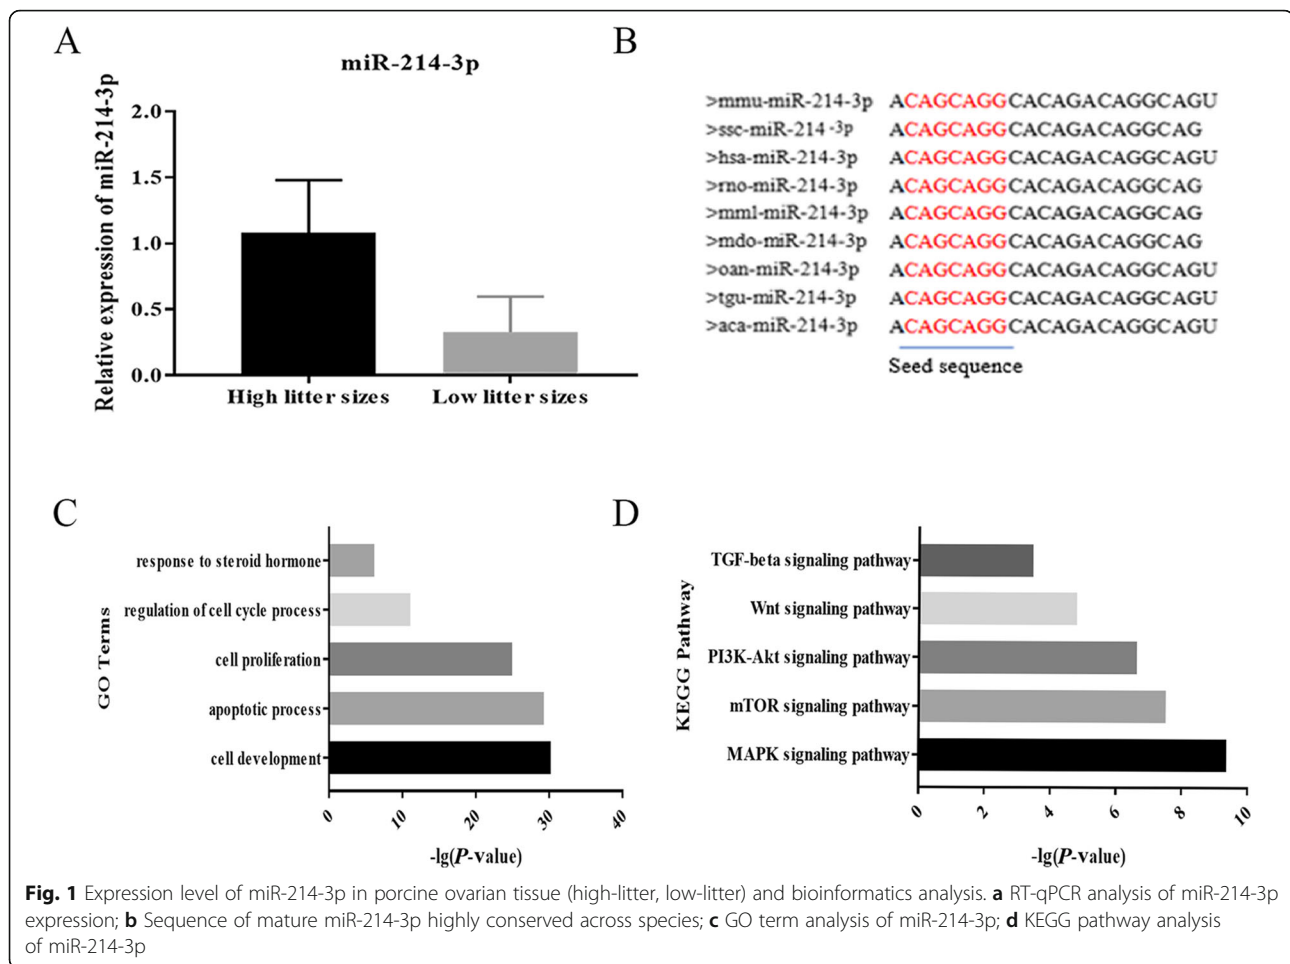 A
miR-214-3p
Relative expression of miR-214-3p
2.0
1.5
1.0
0.5
0.0
High litter sizes
Low litter sizes
B
>mmu-miR-214-3p ACAGCAGGCACAGACAGGCAGU
>ssc-miR-214-3p ACAGCAGGCACAGACAGGCAG
>hsa-miR-214-3p ACAGCAGGCACAGACAGGCAGU
>rno-miR-214-3p ACAGCAGGCACAGACAGGCAG
>mml-miR-214-3p ACAGCAGGCACAGACAGGCAG
>mdo-miR-214-3p ACAGCAGGCACAGACAGGCAG
>oan-miR-214-3p ACAGCAGGCACAGACAGGCAGU
>tgu-miR-214-3p ACAGCAGGCACAGACAGGCAGU
>aca-miR-214-3p ACAGCAGGCACAGACAGGCAGU
Seed sequence
C
GO Terms
response to steroid hormone
regulation of cell cycle process
cell proliferation
apoptotic process
cell development
0 10 20 30 40
-lg(P-value)
D
KEGG Pathway
TGF-beta signaling pathway
Wnt signaling pathway
PI3K-Akt signaling pathway
mTOR signaling pathway
MAPK signaling pathway
0 2 4 6 8 10
-lg(P-value)
Fig. 1 Expression level of miR-214-3p in porcine ovarian tissue (high-litter, low-litter) and bioinformatics analysis. a RT-qPCR analysis of miR-214-3p
expression; b Sequence of mature miR-214-3p highly conserved across species; c GO term analysis of miR-214-3p; d KEGG pathway analysis
of miR-214-3p